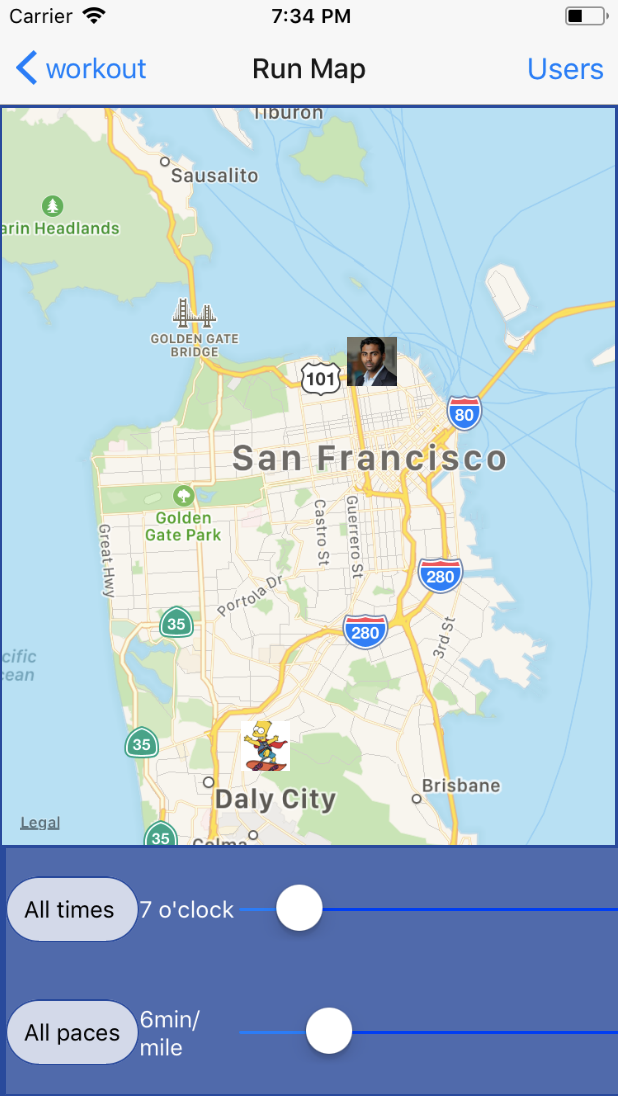 Carrier 7:34 PM
workout Run Map Users
Tiburon
Sausalito
arin Headlands
GOLDEN GATE
BRIDGE
101
80
San Francisco
Golden
Gate Park
Great Hwy
Castro St
Guerrero St
280
Portola Dr
35
280
3rd St
cific
cean
35
Brisbane
Daly City
Legal
35
Colma
All times 7 o'clock
All paces 6min/
mile